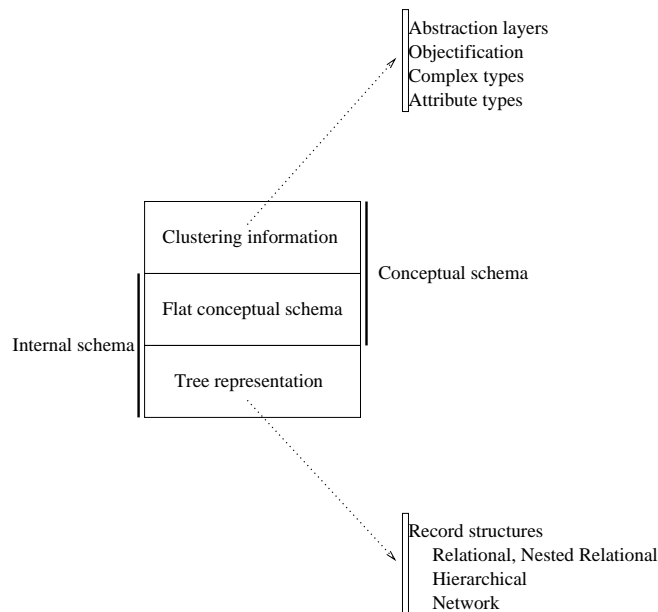 Abstraction layers
Objectification
Complex types
Attribute types
Clustering information
Conceptual schema
Flat conceptual schema
Internal schema
Tree representation
Record structures
Relational, Nested Relational
Hierarchical
Network